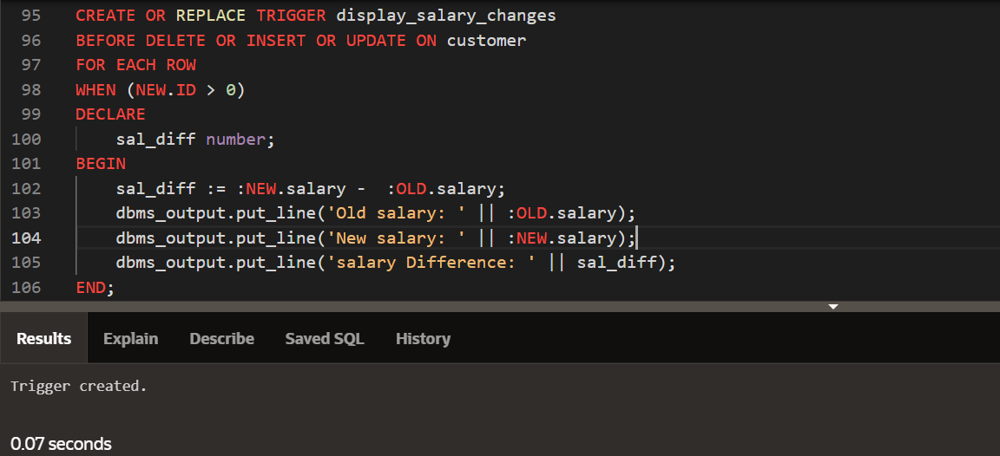 95 CREATE OR REPLACE TRIGGER display_salary_changes
96 BEFORE DELETE OR INSERT OR UPDATE ON customer
97 FOR EACH ROW
98 WHEN (NEW.ID > 0)
99 DECLARE
100     sal_diff number;
101 BEGIN
102     sal_diff := :NEW.salary -  :OLD.salary;
103     dbms_output.put_line('Old salary: ' || :OLD.salary);
104     dbms_output.put_line('New salary: ' || :NEW.salary);
105     dbms_output.put_line('salary Difference: ' || sal_diff);
106 END;
Results Explain Describe Saved SQL History
Trigger created.
0.07 seconds